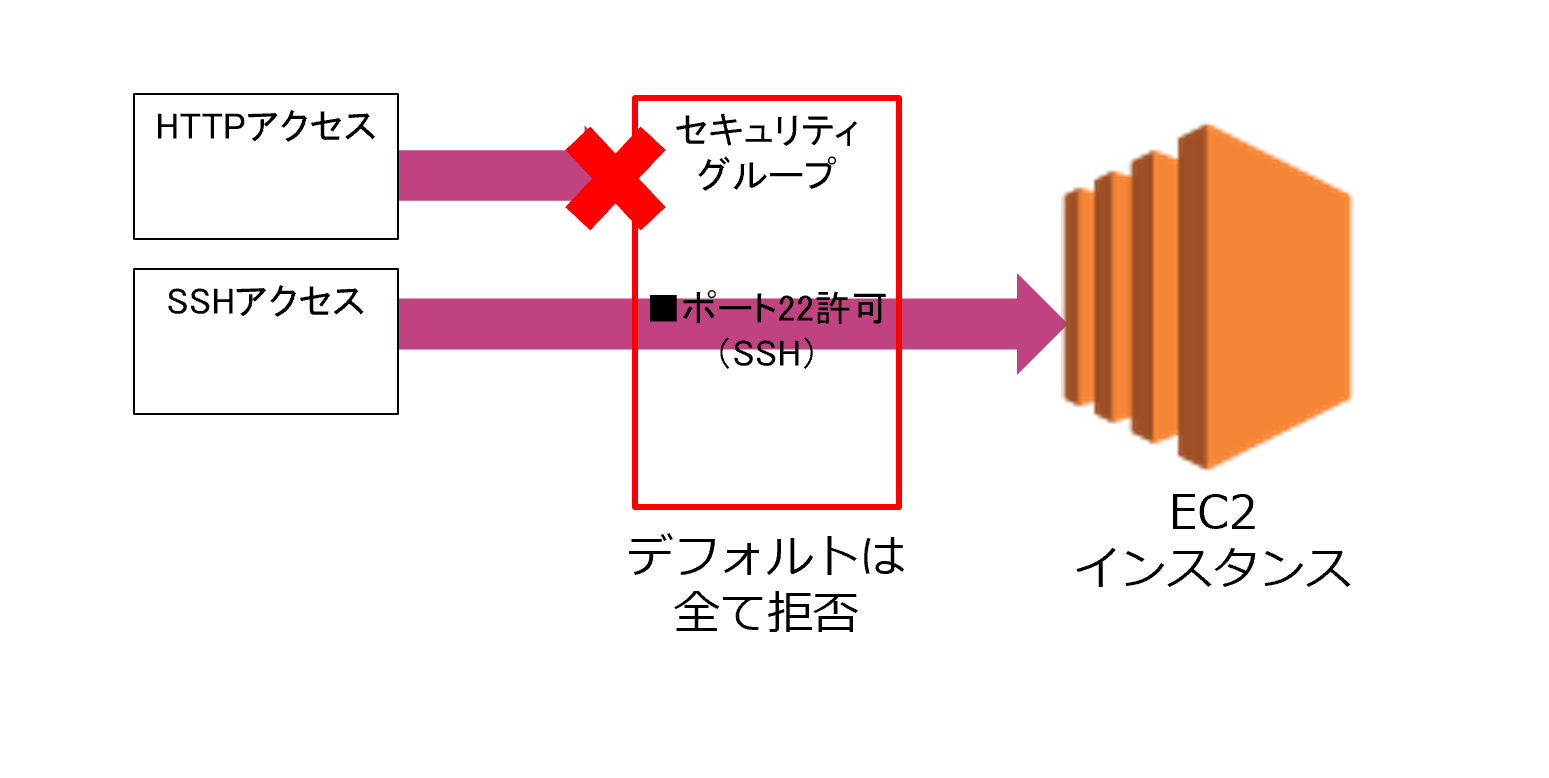 HTTPアクセス
セキュリティ
グループ
SSHアクセス
■ポート22許可
（SSH）
EC2
インスタンス
デフォルトは
全て拒否